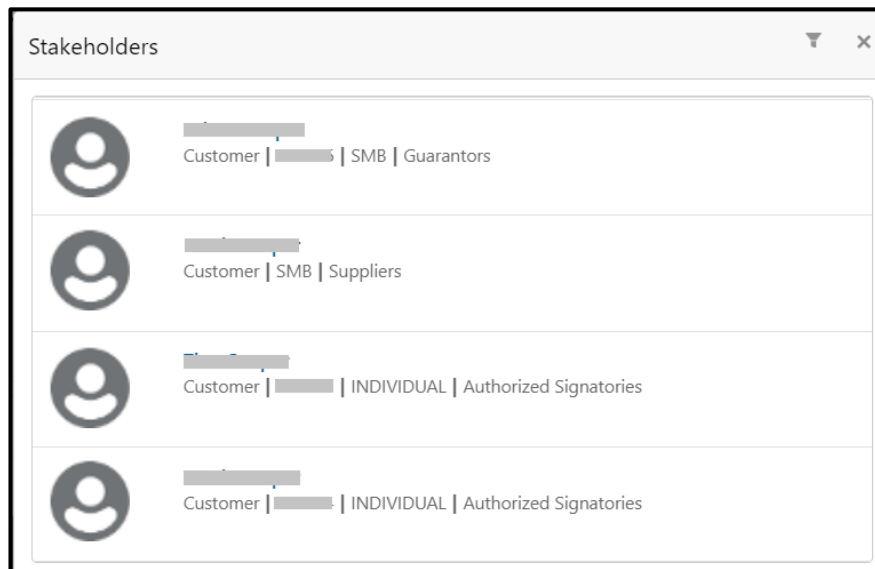 Stakeholders
Customer | | SMB | Guarantors
Customer | SMB | Suppliers
Customer | | INDIVIDUAL | Authorized Signatories
Customer | | INDIVIDUAL | Authorized Signatories